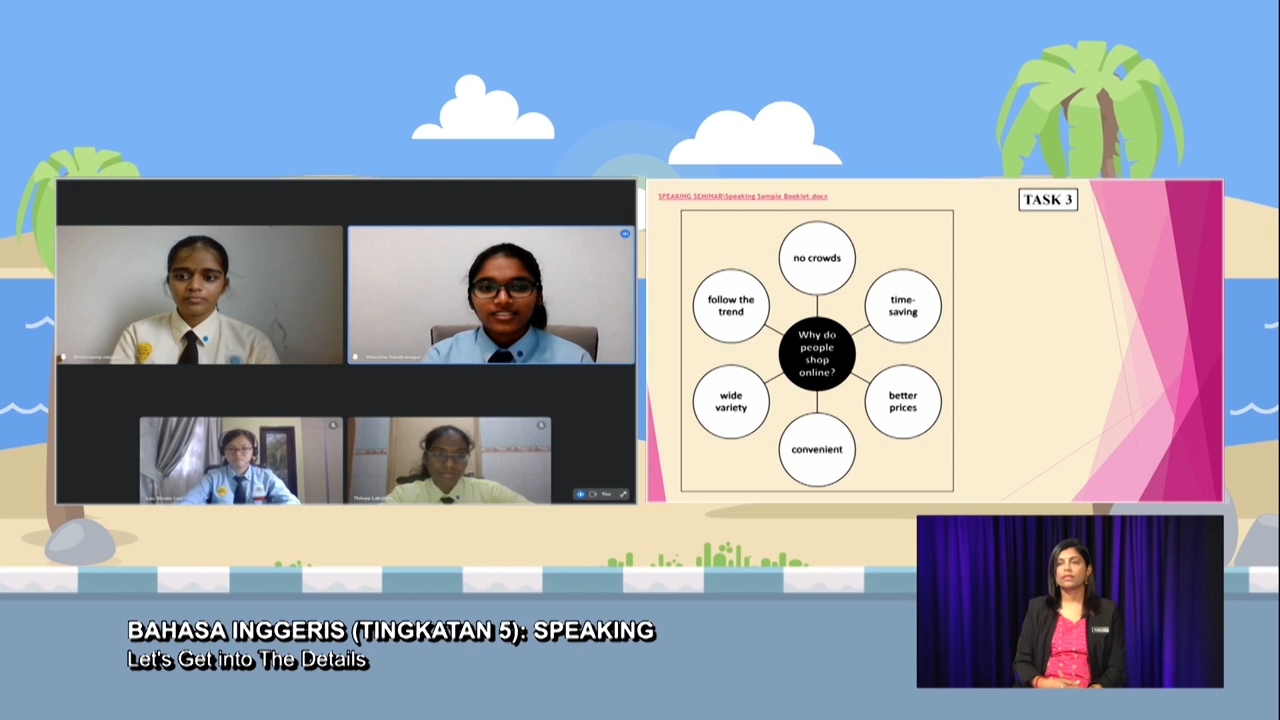 SPEAKING SEMINAR\Speaking Sample Booklet.docx
TASK 3
no crowds
follow the
trend
time-
saving
Why do
people
shop
online?
wide
variety
better
prices
convenient
You
BAHASA INGGERIS (TINGKATAN 5): SPEAKING
Let's Get into The Details